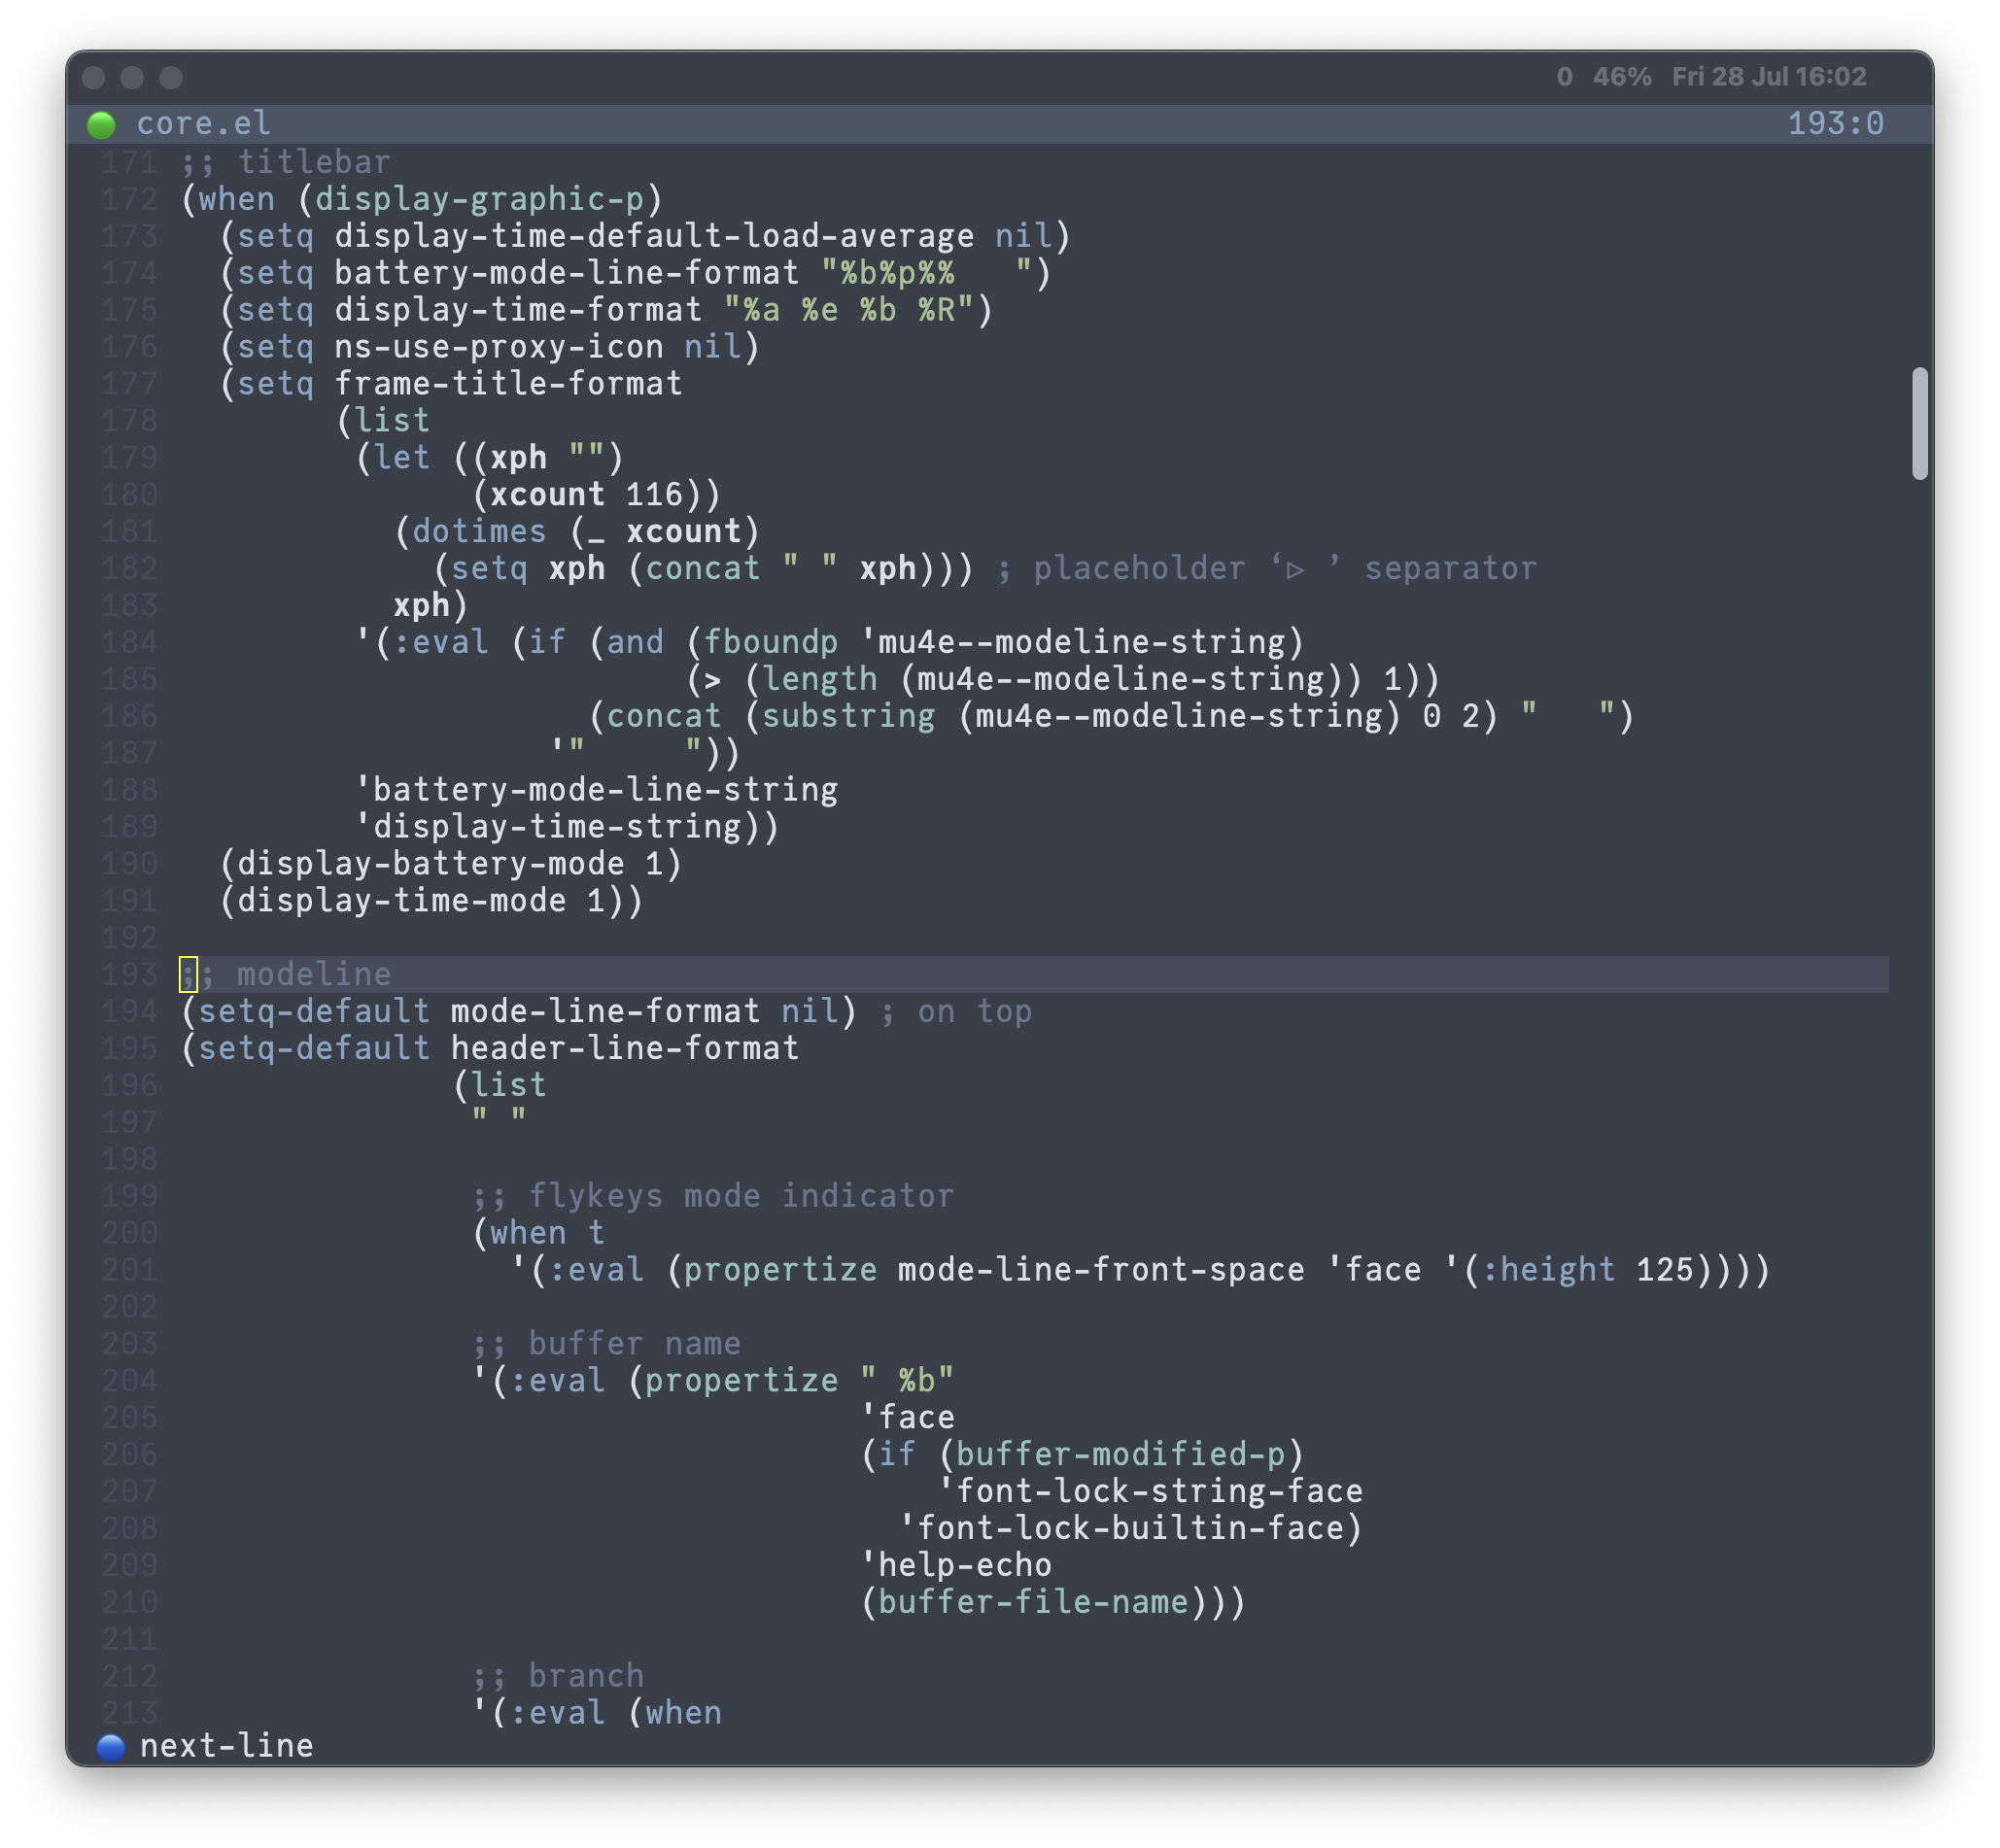 0 46% Fri 28 Jul 16:02
core.el 193:0
171 ;; titlebar
172 (when (display-graphic-p)
173   (setq display-time-default-load-average nil)
174   (setq battery-mode-line-format "%b%p%%   ")
175   (setq display-time-format "%a %e %b %R")
176   (setq ns-use-proxy-icon nil)
177   (setq frame-title-format
178         (list
179          (let ((xph "")
180                (xcount 116))
181            (dotimes (_ xcount)
182              (setq xph (concat " " xph))) ; placeholder ‘▹ ’ separator
183            xph)
184          '(:eval (if (and (fboundp 'mu4e--modeline-string)
185                           (> (length (mu4e--modeline-string)) 1))
186                      (concat (substring (mu4e--modeline-string) 0 2) "   ")
187                    '"     "))
188          'battery-mode-line-string
189          'display-time-string))
190   (display-battery-mode 1)
191   (display-time-mode 1))
192
193 ;; modeline
194 (setq-default mode-line-format nil) ; on top
195 (setq-default header-line-format
196               (list
197                " "
198
199                ;; flykeys mode indicator
200                (when t
201                  '(:eval (propertize mode-line-front-space 'face '(:height 125))))
202
203                ;; buffer name
204                '(:eval (propertize " %b"
205                                    'face
206                                    (if (buffer-modified-p)
207                                        'font-lock-string-face
208                                      'font-lock-builtin-face)
209                                    'help-echo
210                                    (buffer-file-name)))
211
212                ;; branch
213                '(:eval (when
next-line